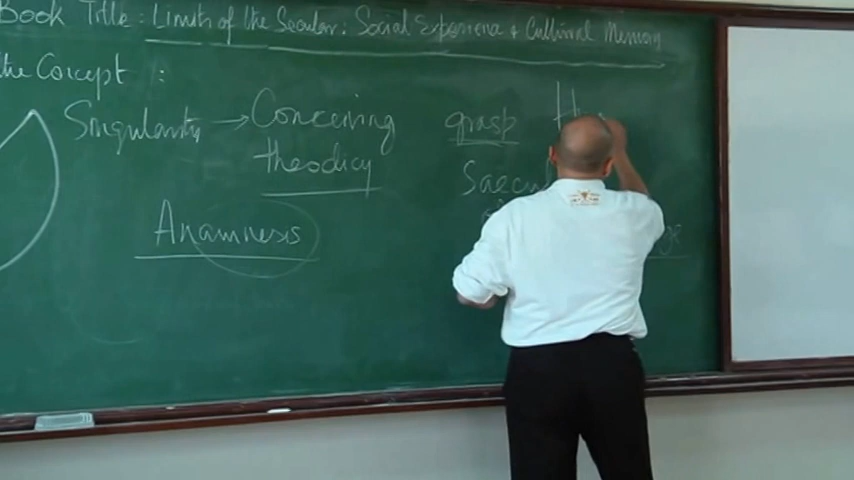 Book Title: Limits of the Secular: Social Experience & Cultural Memory
the Concept :
Singularity → Conceiving grasp
theodicy
Anamnesis